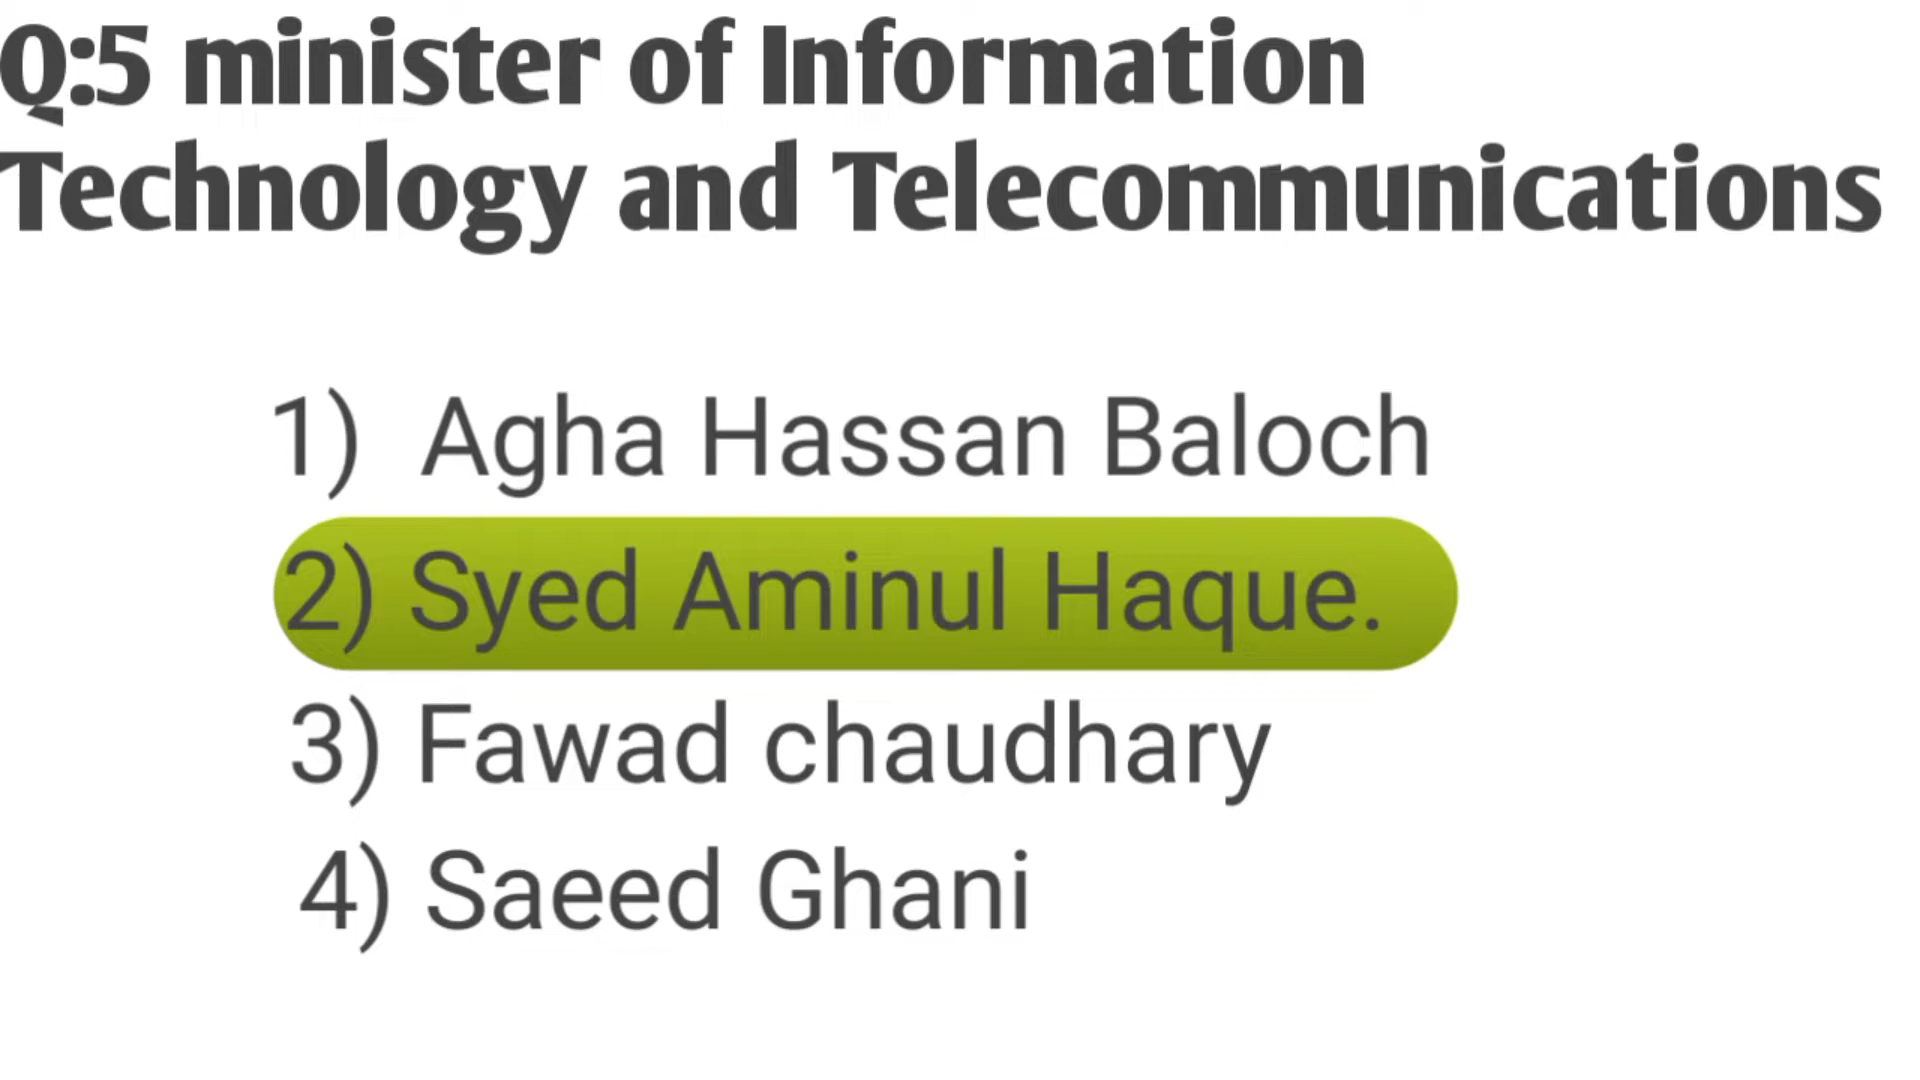 Q:5 minister of Information
Technology and Telecommunications
1) Agha Hassan Baloch
2) Syed Aminul Haque.
3) Fawad chaudhary
4) Saeed Ghani